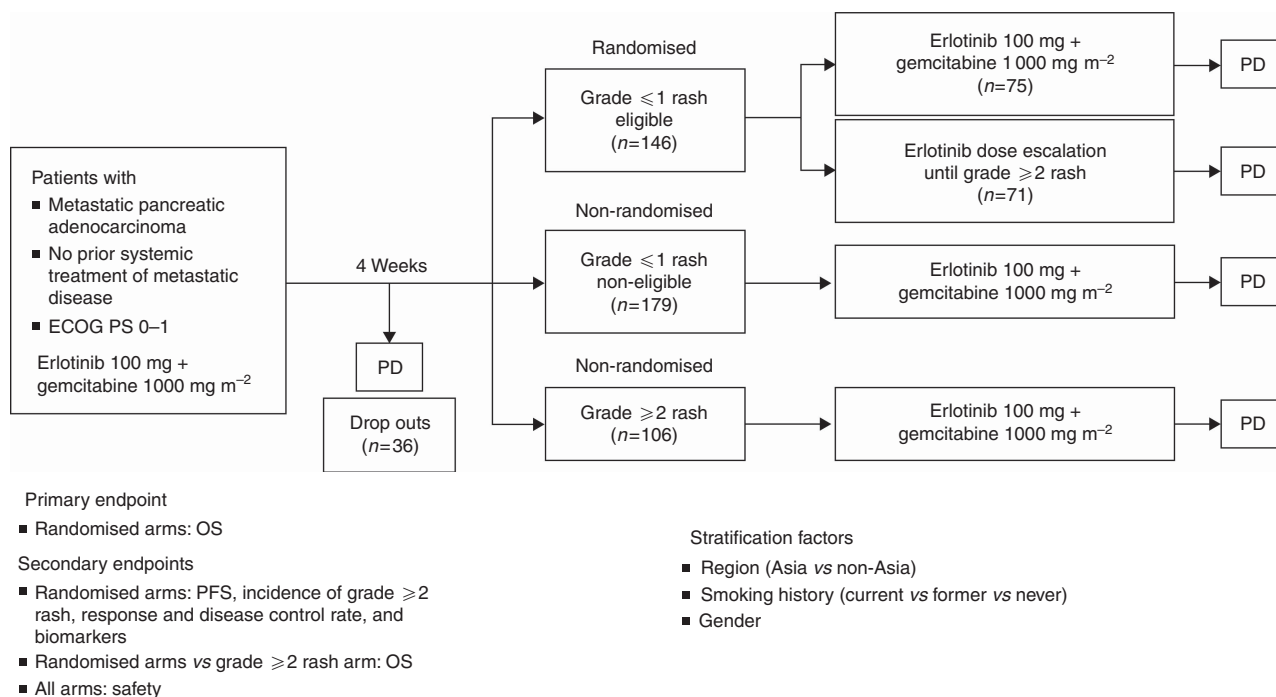 Patients with
■ Metastatic pancreatic
adenocarcinoma
■ No prior systemic
treatment of metastatic
disease
■ ECOG PS 0–1
Erlotinib 100 mg +
gemcitabine 1000 mg m⁻²
4 Weeks
PD
Drop outs
(n=36)
Randomised
Grade ⩽1 rash
eligible
(n=146)
Erlotinib 100 mg +
gemcitabine 1 000 mg m⁻²
(n=75)
PD
Erlotinib dose escalation
until grade ⩾2 rash
(n=71)
PD
Non-randomised
Grade ⩽1 rash
non-eligible
(n=179)
Erlotinib 100 mg +
gemcitabine 1000 mg m⁻²
PD
Non-randomised
Grade ⩾2 rash
(n=106)
Erlotinib 100 mg +
gemcitabine 1000 mg m⁻²
PD
Primary endpoint
■ Randomised arms: OS
Secondary endpoints
■ Randomised arms: PFS, incidence of grade ⩾2
rash, response and disease control rate, and
biomarkers
■ Randomised arms vs grade ⩾2 rash arm: OS
■ All arms: safety
Stratification factors
■ Region (Asia vs non-Asia)
■ Smoking history (current vs former vs never)
■ Gender